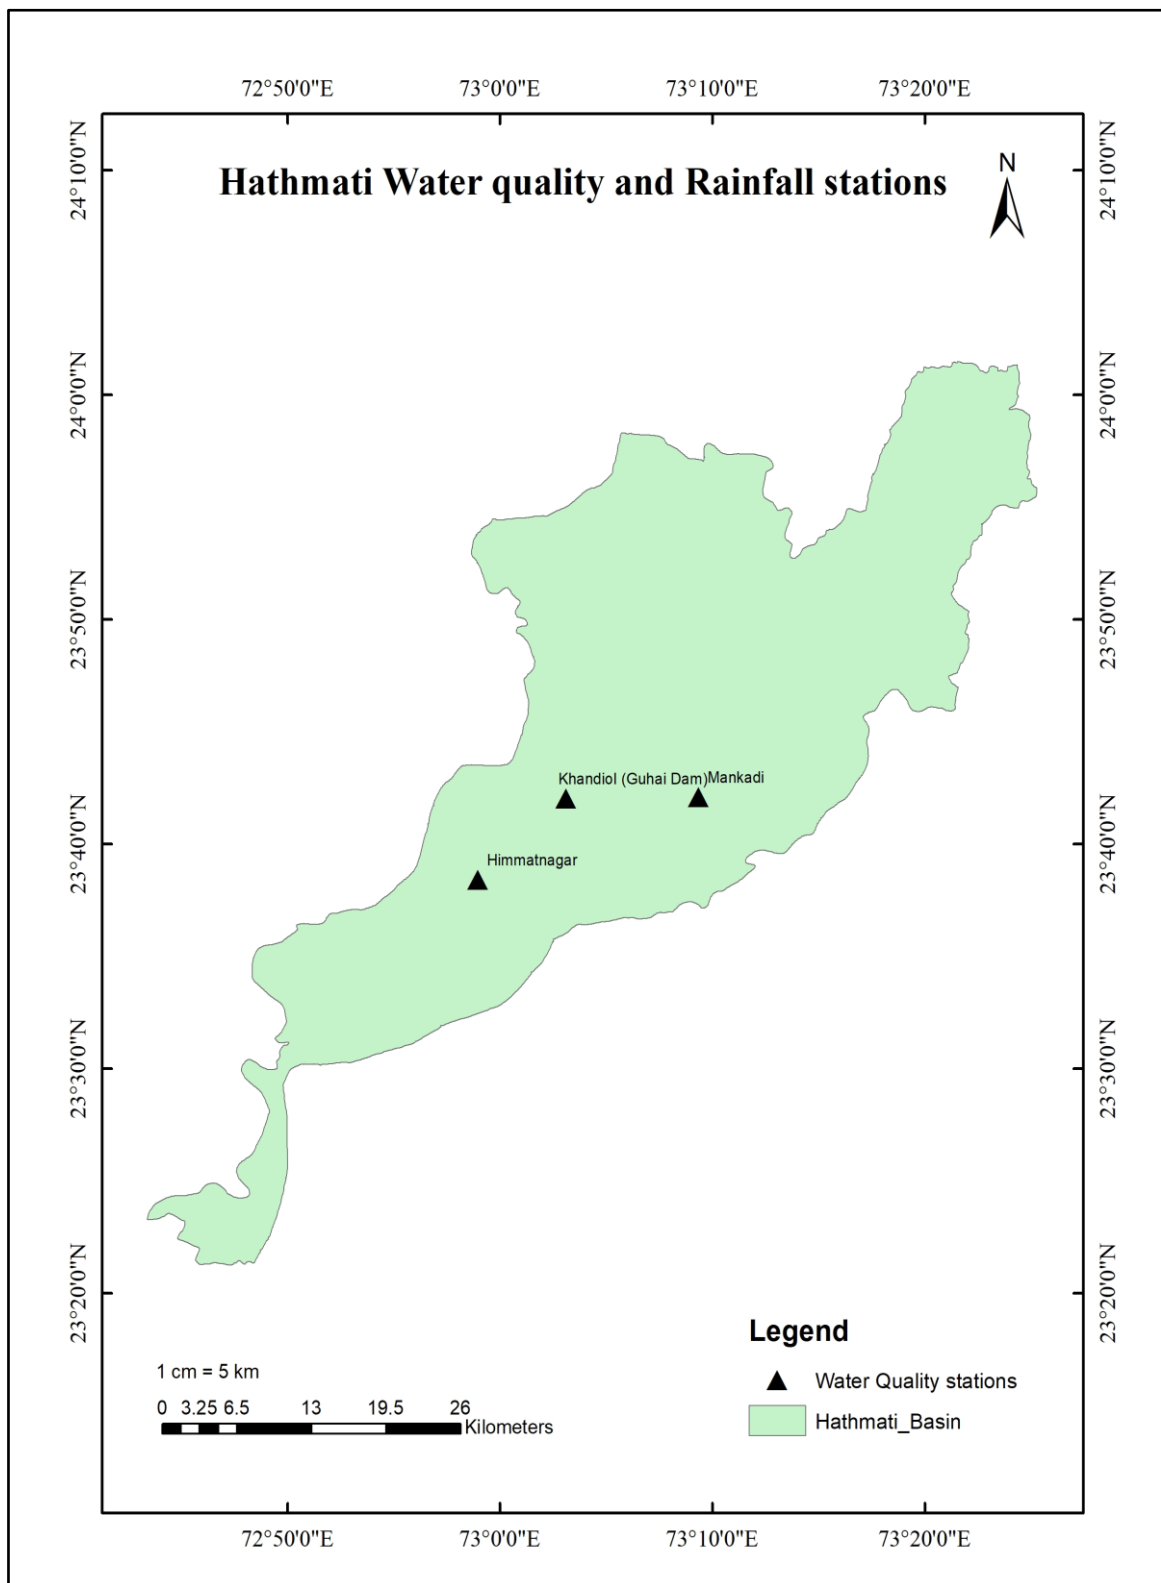 72°50'0"E 73°0'0"E 73°10'0"E 73°20'0"E
24°10'0"N
24°10'0"N
Hathmati Water quality and Rainfall stations
N
24°0'0"N
24°0'0"N
23°50'0"N
23°50'0"N
Khandiol (Guhai Dam) Mankadi
23°40'0"N
23°40'0"N
Himmatnagar
23°30'0"N
23°30'0"N
23°20'0"N
23°20'0"N
Legend
1 cm = 5 km
Water Quality stations
0 3.25 6.5 13 19.5 26
Kilometers
Hathmati_Basin
72°50'0"E 73°0'0"E 73°10'0"E 73°20'0"E